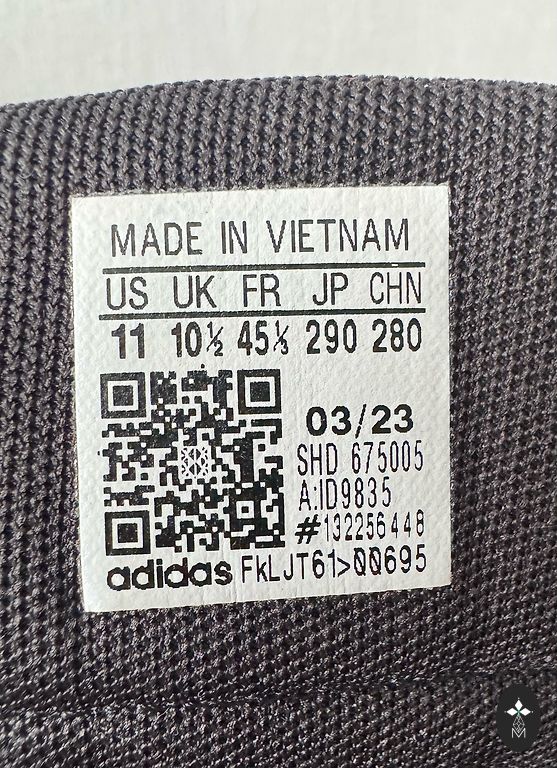 MADE IN VIETNAM
US UK FR JP CHN
11 10½ 45⅓ 290 280
03/23
SHD 675005
A:ID9835
#132256448
adidas FkLJT61>00695
M